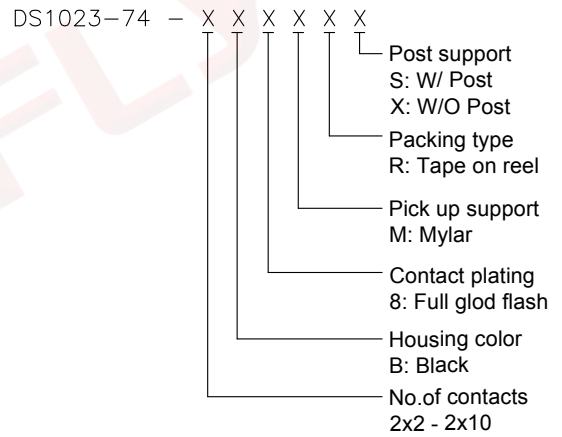 DS1023-74 - X X X X X X
Post support
S: W/ Post
X: W/O Post
Packing type
R: Tape on reel
Pick up support
M: Mylar
Contact plating
8: Full glod flash
Housing color
B: Black
No.of contacts
2x2 - 2x10